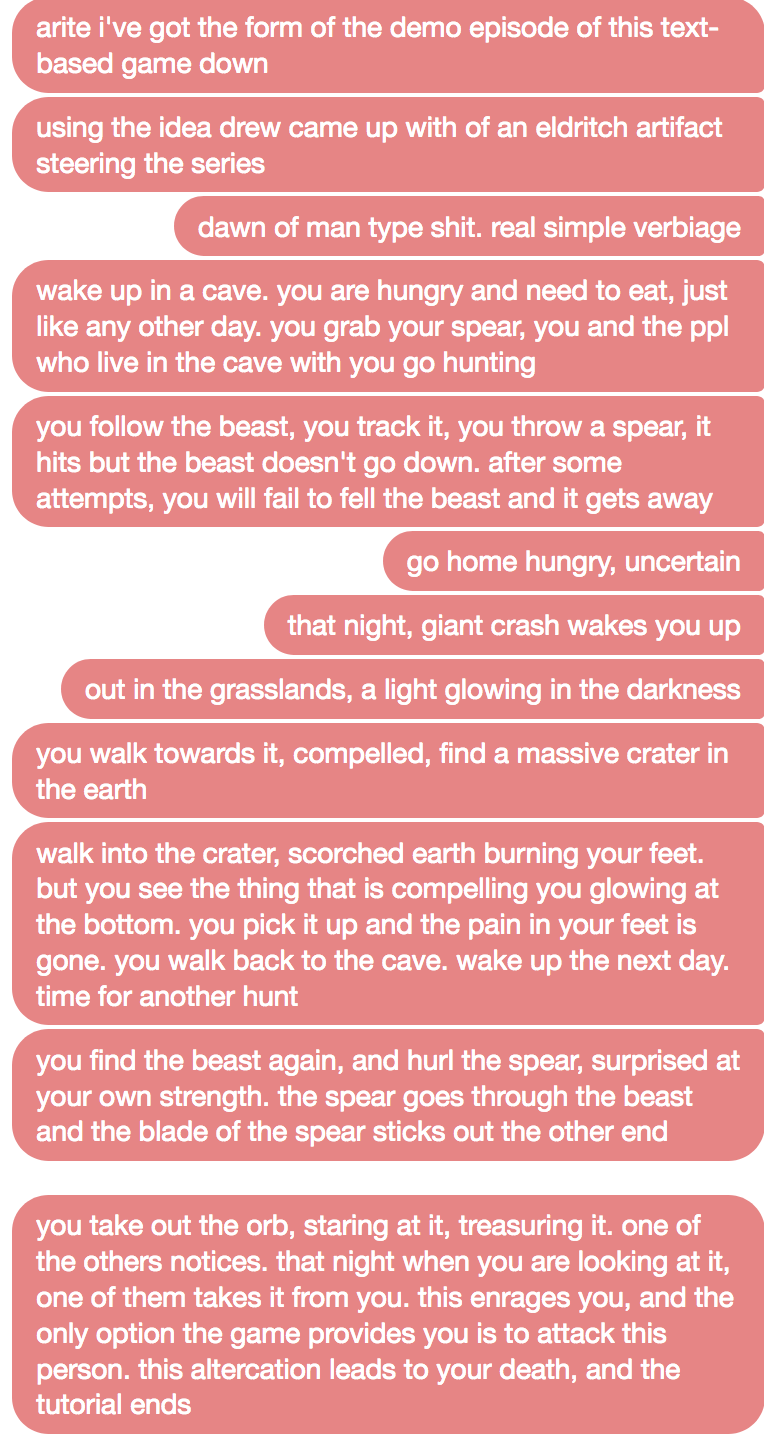 arite i've got the form of the demo episode of this text-
based game down
using the idea drew came up with of an eldritch artifact
steering the series
dawn of man type shit. real simple verbiage
wake up in a cave. you are hungry and need to eat, just
like any other day. you grab your spear, you and the ppl
who live in the cave with you go hunting
you follow the beast, you track it, you throw a spear, it
hits but the beast doesn't go down. after some
attempts, you will fail to fell the beast and it gets away
go home hungry, uncertain
that night, giant crash wakes you up
out in the grasslands, a light glowing in the darkness
you walk towards it, compelled, find a massive crater in
the earth
walk into the crater, scorched earth burning your feet.
but you see the thing that is compelling you glowing at
the bottom. you pick it up and the pain in your feet is
gone. you walk back to the cave. wake up the next day.
time for another hunt
you find the beast again, and hurl the spear, surprised at
your own strength. the spear goes through the beast
and the blade of the spear sticks out the other end
you take out the orb, staring at it, treasuring it. one of
the others notices. that night when you are looking at it,
one of them takes it from you. this enrages you, and the
only option the game provides you is to attack this
person. this altercation leads to your death, and the
tutorial ends